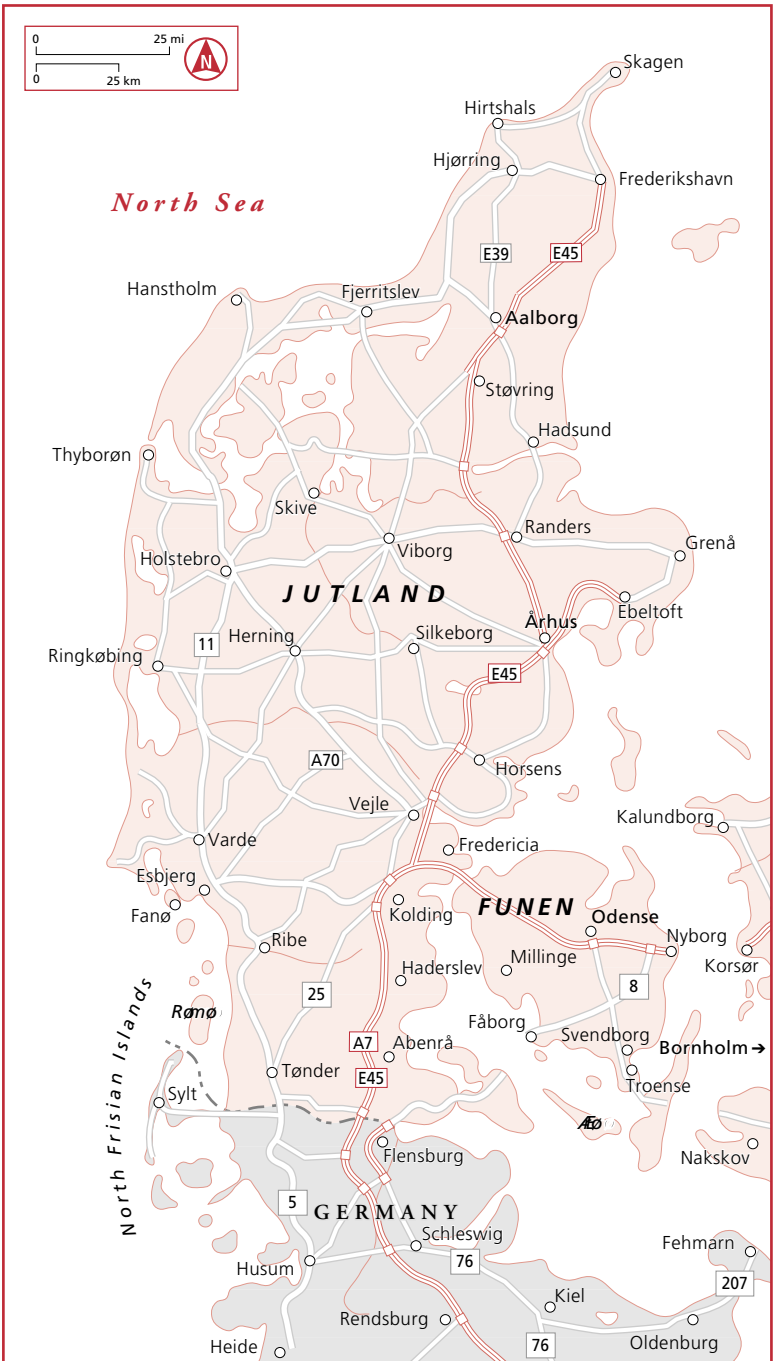 0 25 mi
N
0 25 km
Skagen
Hirtshals
Hjørring
Frederikshavn
North Sea
E39
E45
Hanstholm
Fjerritslev
Aalborg
Støvring
Hadsund
Thyborøn
Skive
Randers
Viborg
Grenå
Holstebro
JUTLAND
Ebeltoft
Århus
11
Herning
Silkeborg
Ringkøbing
E45
A70
Horsens
Vejle
Kalundborg
Varde
Fredericia
Esbjerg
Fanø
Kolding
FUNEN
Odense
Ribe
Nyborg
Millinge
Korsør
Haderslev
25
8
Rømø
Fåborg
Svendborg
A7
Abenrå
Bornholm →
North Frisian Islands
Tønder
E45
Troense
Sylt
Ærø
Flensburg
Nakskov
5
GERMANY
Schleswig
Fehmarn
Husum
76
207
Kiel
Rendsburg
Oldenburg
Heide
76